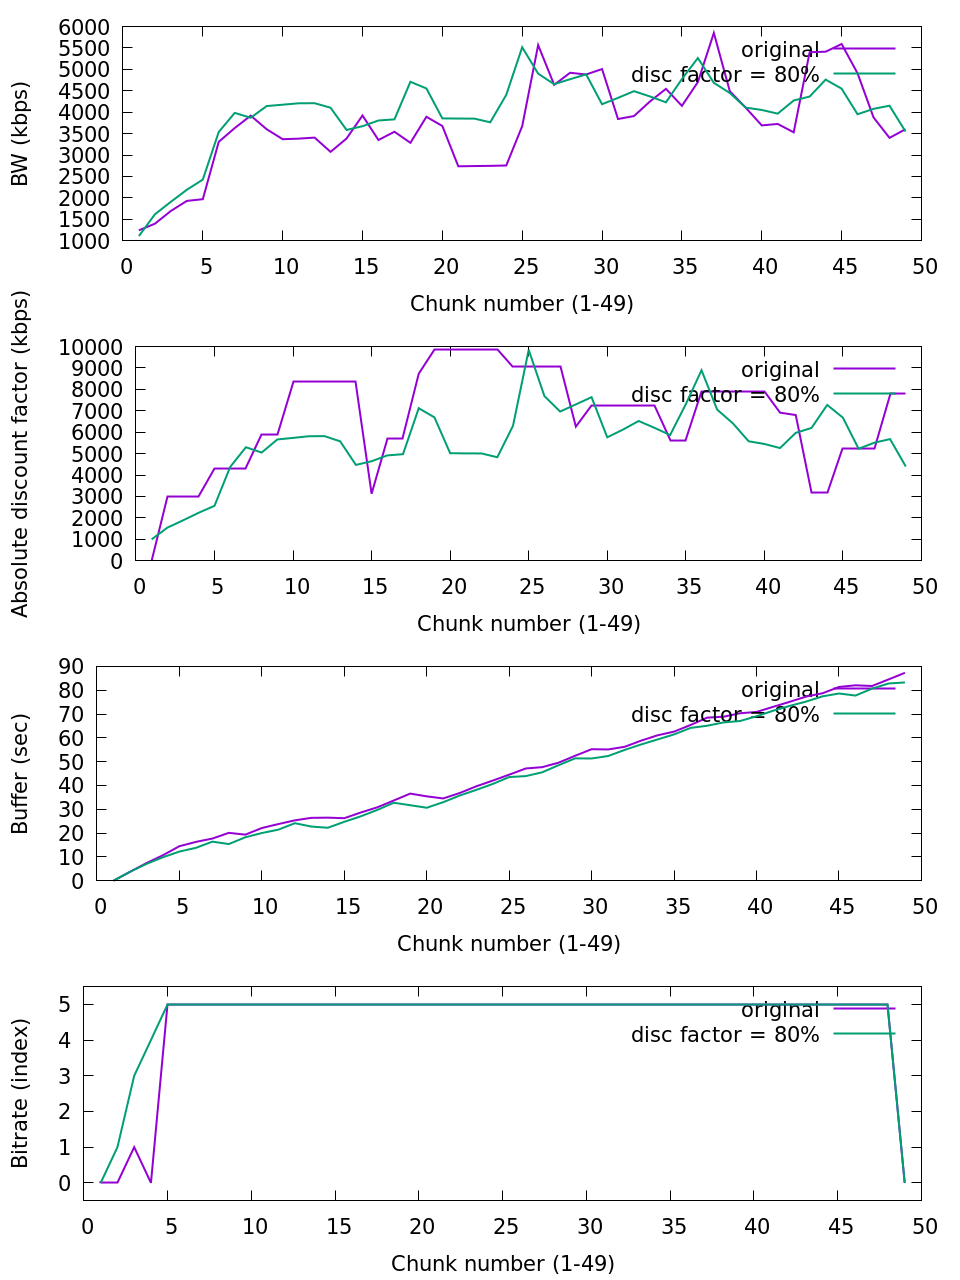 6000
5500
5000
4500
4000
3500
3000
2500
2000
1500
1000
BW (kbps)
original
disc factor = 80%
0 5 10 15 20 25 30 35 40 45 50
Chunk number (1-49)
10000
9000
8000
7000
6000
5000
4000
3000
2000
1000
0
Absolute discount factor (kbps)
original
disc factor = 80%
0 5 10 15 20 25 30 35 40 45 50
Chunk number (1-49)
90
80
70
60
50
40
30
20
10
0
Buffer (sec)
original
disc factor = 80%
0 5 10 15 20 25 30 35 40 45 50
Chunk number (1-49)
5
4
3
2
1
0
Bitrate (index)
original
disc factor = 80%
0 5 10 15 20 25 30 35 40 45 50
Chunk number (1-49)